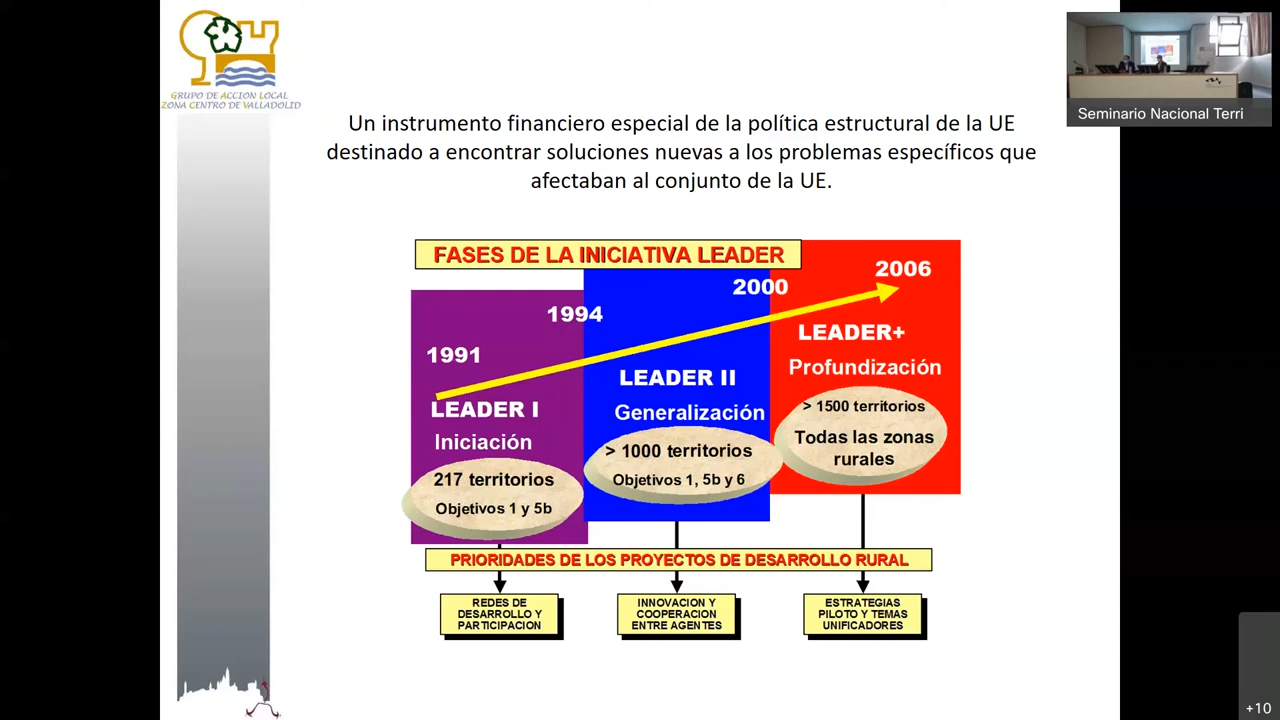 GRUPO DE ACCION LOCAL
ZONA CENTRO DE VALLADOLID
Seminario Nacional Terri
Un instrumento financiero especial de la política estructural de la UE
destinado a encontrar soluciones nuevas a los problemas específicos que
afectaban al conjunto de la UE.
FASES DE LA INICIATIVA LEADER
1991
LEADER I
Iniciación
217 territorios
Objetivos 1 y 5b
1994
LEADER II
Generalización
> 1000 territorios
Objetivos 1, 5b y 6
2000
2006
LEADER+
Profundización
> 1500 territorios
Todas las zonas
rurales
PRIORIDADES DE LOS PROYECTOS DE DESARROLLO RURAL
REDES DE
DESARROLLO Y
PARTICIPACION
INNOVACION Y
COOPERACION
ENTRE AGENTES
ESTRATEGIAS
PILOTO Y TEMAS
UNIFICADORES
+10